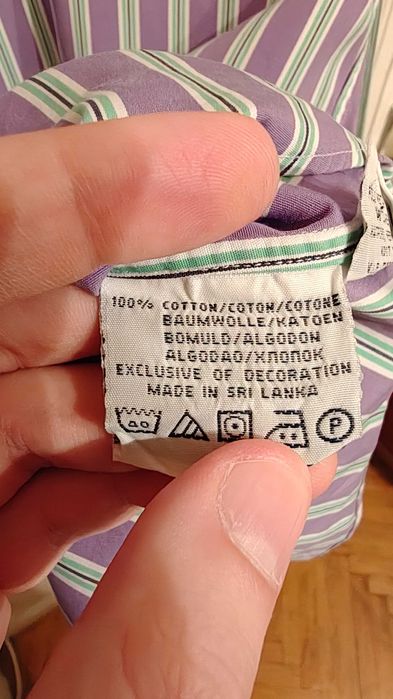 100% COTTON/COTON/COTONE
BAUMWOLLE/KATOEN
BOMULD/ALGODON
ALGODAO/ХЛОПОК
EXCLUSIVE OF DECORATION
MADE IN SRI LANKA
P